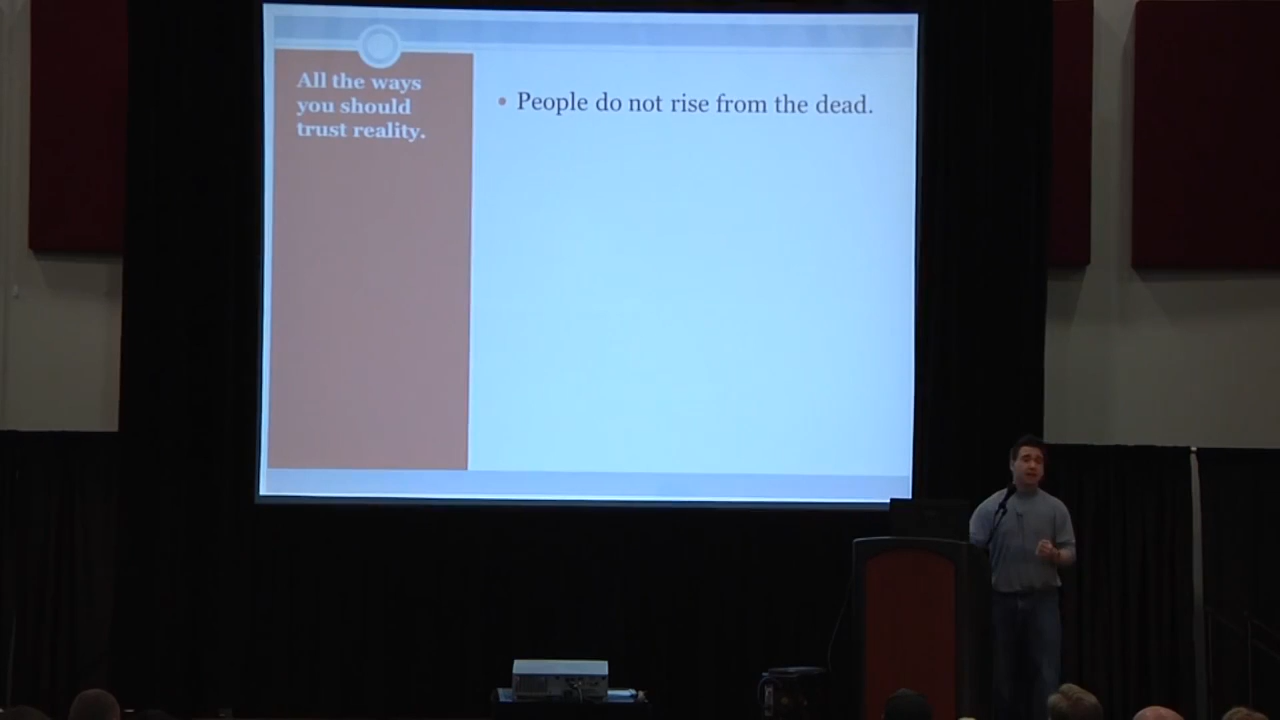 All the ways
you should
trust reality.
• People do not rise from the dead.